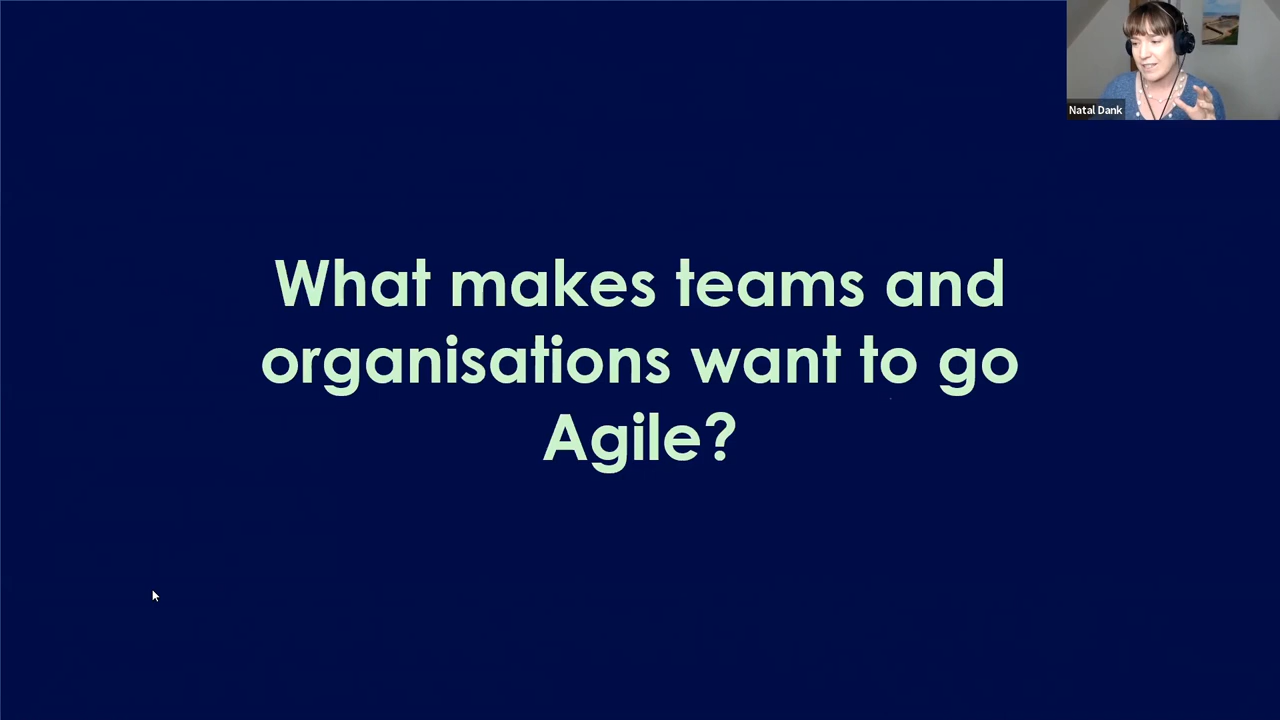 Natal Dank
What makes teams and
organisations want to go
Agile?